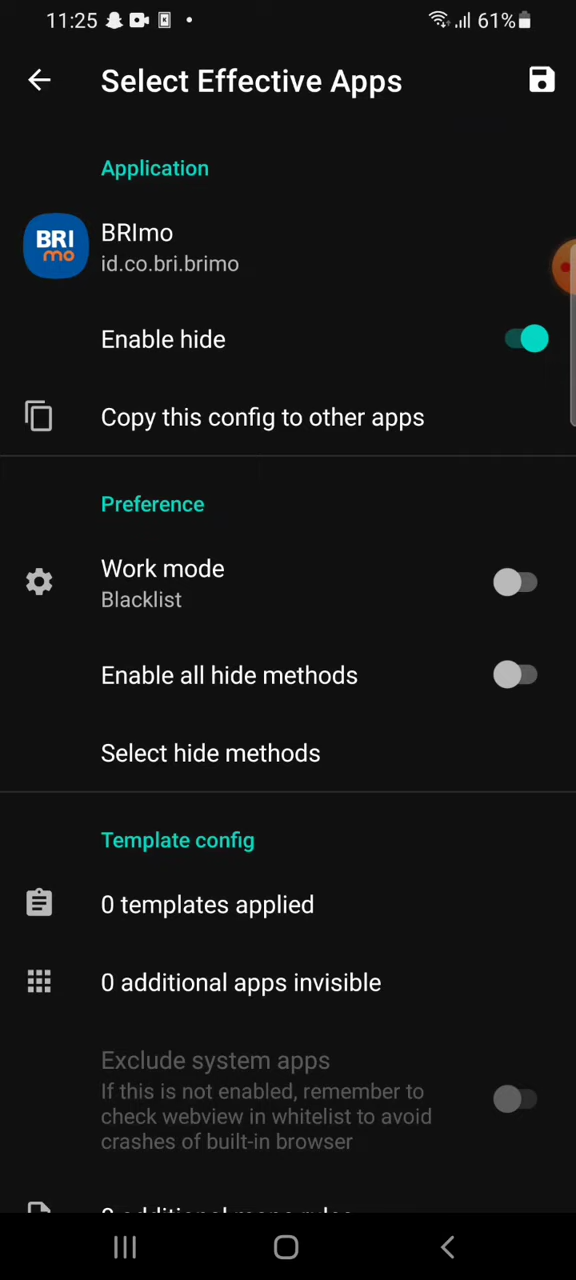 11:25 61%
Select Effective Apps
Application
BRI
mo
BRImo
id.co.bri.brimo
Enable hide
Copy this config to other apps
Preference
Work mode
Blacklist
Enable all hide methods
Select hide methods
Template config
0 templates applied
0 additional apps invisible
Exclude system apps
If this is not enabled, remember to
check webview in whitelist to avoid
crashes of built-in browser
0 additional maps rules